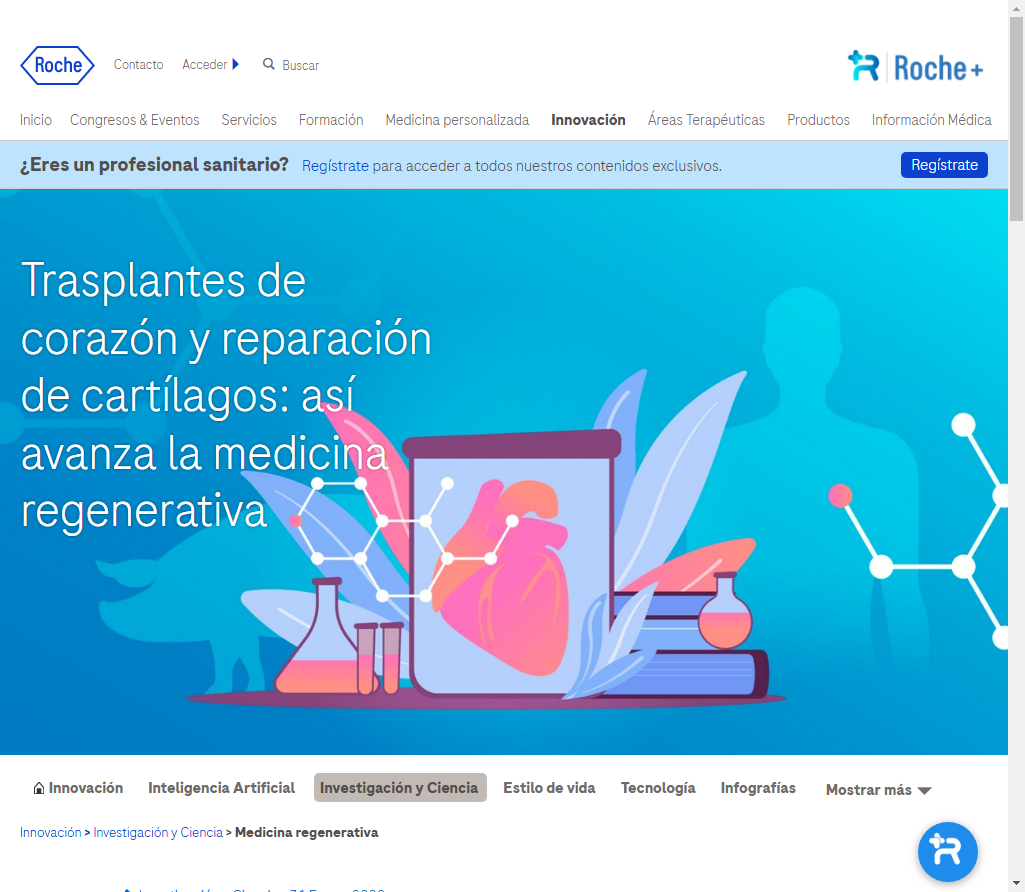 Roche
Contacto Acceder Buscar
Roche+
Inicio Congresos & Eventos Servicios Formación Medicina personalizada Innovación Áreas Terapéuticas Productos Información Médica
¿Eres un profesional sanitario? Regístrate para acceder a todos nuestros contenidos exclusivos. Regístrate
Trasplantes de
corazón y reparación
de cartílagos: así
avanza la medicina
regenerativa
Innovación Inteligencia Artificial Investigación y Ciencia Estilo de vida Tecnología Infografías Mostrar más
Innovación > Investigación y Ciencia > Medicina regenerativa